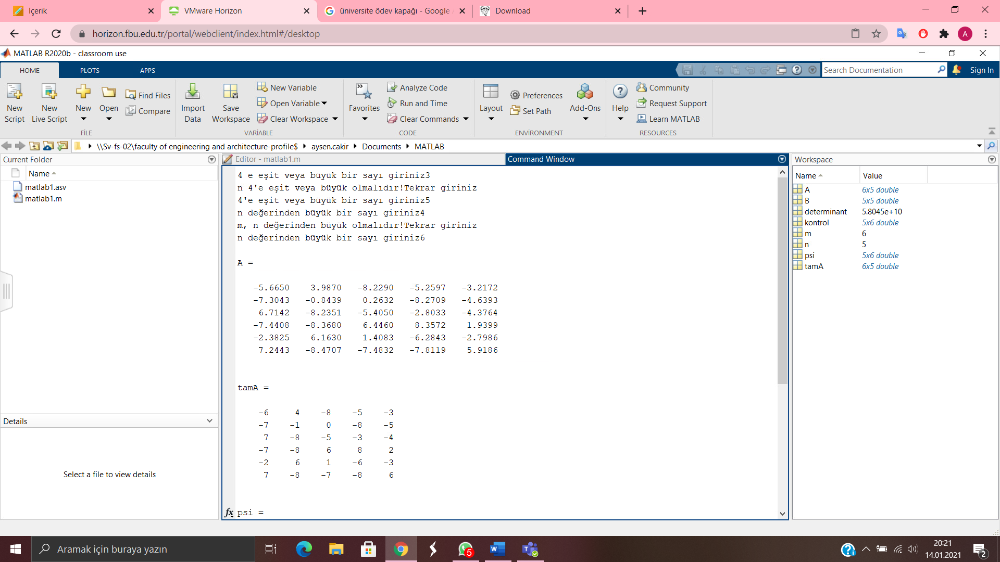 İçerik
VMware Horizon
üniversite ödev kapağı - Google
Download
horizon.fbu.edu.tr/portal/webclient/index.html#/desktop
A
MATLAB R2020b - classroom use
HOME PLOTS APPS
Search Documentation
Sign In
New Script
New Live Script
New
Open
Find Files
Compare
Import Data
Save Workspace
New Variable
Open Variable
Clear Workspace
Favorites
Analyze Code
Run and Time
Clear Commands
Layout
Preferences
Set Path
Add-Ons
Help
Community
Request Support
Learn MATLAB
FİLE VARİABLE CODE ENVİRONMENT RESOURCES
\\Sv-fs-02\faculty of engineering and architecture-profile$ aysen.cakir Documents MATLAB
Current Folder
Name
matlab1.asv
matlab1.m
Details
Select a file to view details
Editor - matlab1.m
Command Window
4 e eşit veya büyük bir sayı giriniz3
n 4'e eşit veya büyük olmalıdır!Tekrar giriniz
4'e eşit veya büyük bir sayı giriniz5
n değerinden büyük bir sayı giriniz4
m, n değerinden büyük olmalıdır!Tekrar giriniz
n değerinden büyük bir sayı giriniz6
A =
-5.6650 3.9870 -8.2290 -5.2597 -3.2172
-7.3043 -0.8439 0.2632 -8.2709 -4.6393
6.7142 -8.2351 -5.4050 -2.8033 -4.3764
-7.4408 -8.3680 6.4460 8.3572 1.9399
-2.3825 6.1630 1.4083 -6.2843 -2.7986
7.2443 -8.4707 -7.4832 -7.8119 5.9186
tamA =
-6 4 -8 -5 -3
-7 -1 0 -8 -5
7 -8 -5 -3 -4
-7 -8 6 8 2
-2 6 1 -6 -3
7 -8 -7 -8 6
fx psi =
Workspace
Name Value
A 6x5 double
B 5x5 double
determinant 5.8045e+10
kontrol 5x6 double
m 6
n 5
psi 5x6 double
tamA 6x5 double
Aramak için buraya yazın
5
20:21
14.01.2021
2